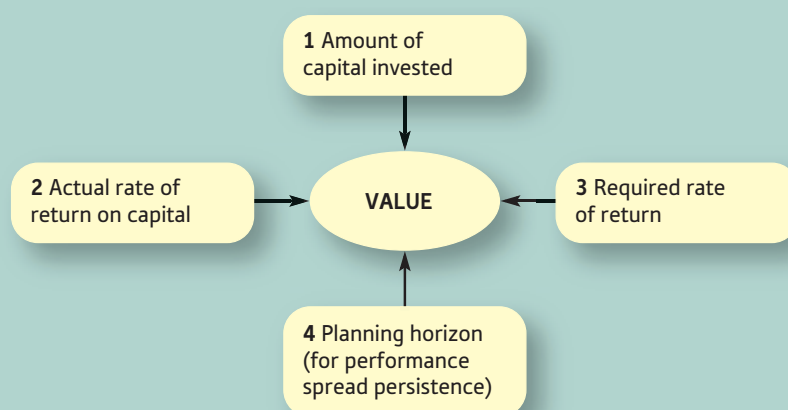 1 Amount of
capital invested
2 Actual rate of
return on capital
VALUE
3 Required rate
of return
4 Planning horizon
(for performance
spread persistence)